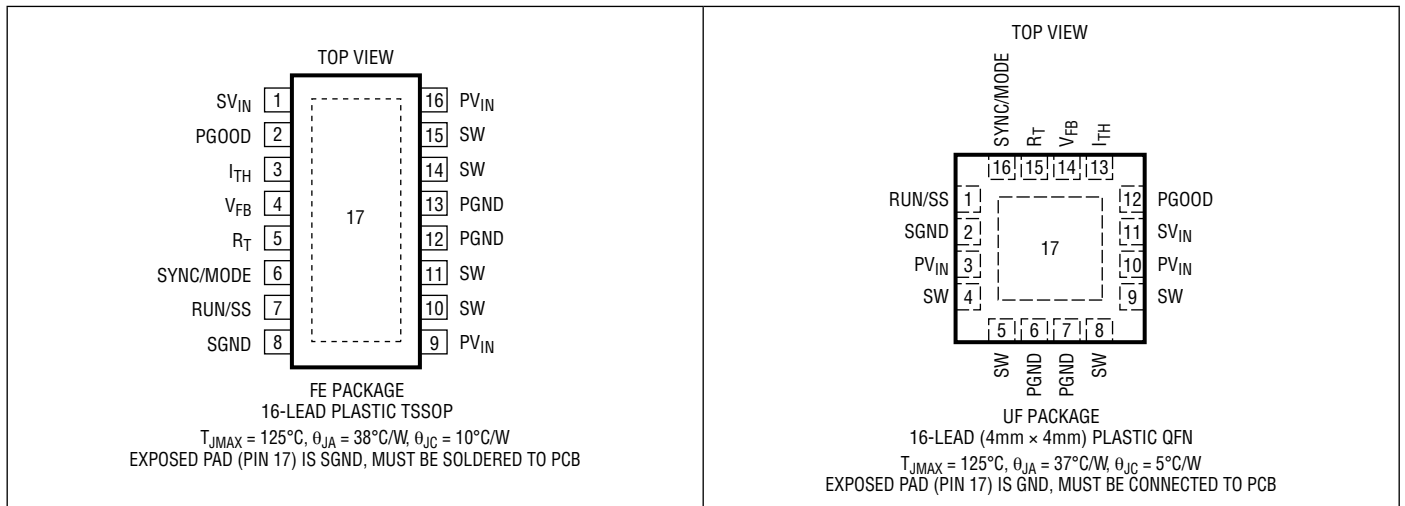 TOP VIEW
SVIN 1
PGOOD 2
ITH 3
VFB 4
RT 5
SYNC/MODE 6
RUN/SS 7
SGND 8
17
16 PVIN
15 SW
14 SW
13 PGND
12 PGND
11 SW
10 SW
9 PVIN
FE PACKAGE
16-LEAD PLASTIC TSSOP
TJMAX = 125°C, θJA = 38°C/W, θJC = 10°C/W
EXPOSED PAD (PIN 17) IS SGND, MUST BE SOLDERED TO PCB
TOP VIEW
SYNC/MODE
RT
VFB
ITH
16 15 14 13
RUN/SS 1
SGND 2
PVIN 3
SW 4
17
12 PGOOD
11 SVIN
10 PVIN
9 SW
5 6 7 8
SW
PGND
PGND
SW
UF PACKAGE
16-LEAD (4mm × 4mm) PLASTIC QFN
TJMAX = 125°C, θJA = 37°C/W, θJC = 5°C/W
EXPOSED PAD (PIN 17) IS GND, MUST BE CONNECTED TO PCB